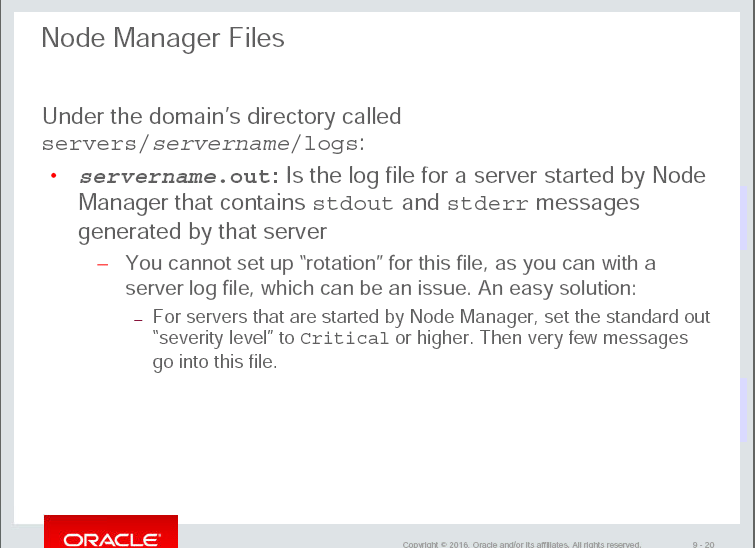 Node Manager Files
Under the domain's directory called
servers/servername/logs:
• servername.out: Is the log file for a server started by Node
Manager that contains stdout and stderr messages
generated by that server
– You cannot set up “rotation” for this file, as you can with a
server log file, which can be an issue. An easy solution:
– For servers that are started by Node Manager, set the standard out
“severity level” to Critical or higher. Then very few messages
go into this file.
ORACLE®
Copyright © 2016, Oracle and/or its affiliates. All rights reserved.
9 - 20